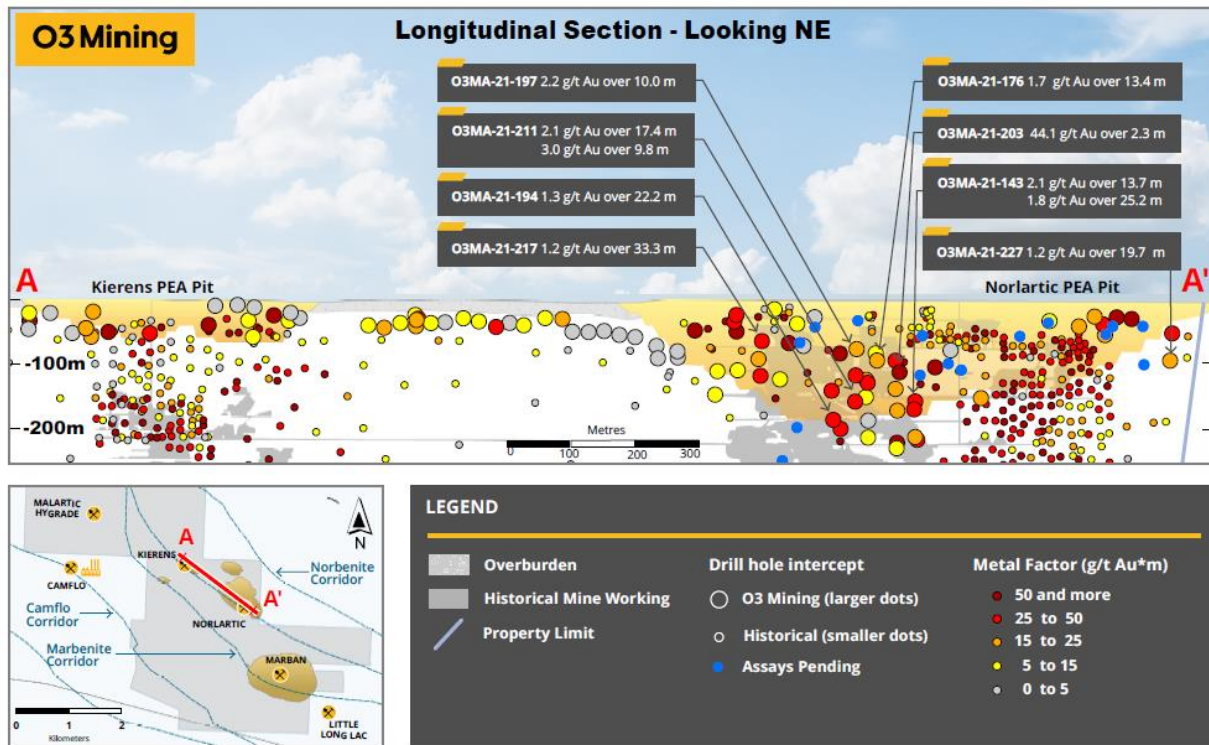 O3 Mining
Longitudinal Section - Looking NE
O3MA-21-197 2.2 g/t Au over 10.0 m
O3MA-21-211 2.1 g/t Au over 17.4 m
3.0 g/t Au over 9.8 m
O3MA-21-194 1.3 g/t Au over 22.2 m
O3MA-21-217 1.2 g/t Au over 33.3 m
O3MA-21-176 1.7 g/t Au over 13.4 m
O3MA-21-203 44.1 g/t Au over 2.3 m
O3MA-21-143 2.1 g/t Au over 13.7 m
1.8 g/t Au over 25.2 m
O3MA-21-227 1.2 g/t Au over 19.7 m
A
Kierens PEA Pit
Norlartic PEA Pit
A'
-100m
-200m
Metres
0 100 200 300
MALARTIC
HYGRADE
A
N
KIERENS
Norbenite
Corridor
CAMFLO
A'
Camflo
Corridor
NORLARTIC
Marbenite
Corridor
MARBAN
0 1 2
Kilometers
LITTLE
LONG LAC
LEGEND
Overburden
Historical Mine Working
Property Limit
Drill hole intercept
O3 Mining (larger dots)
Historical (smaller dots)
Assays Pending
Metal Factor (g/t Au*m)
50 and more
25 to 50
15 to 25
5 to 15
0 to 5